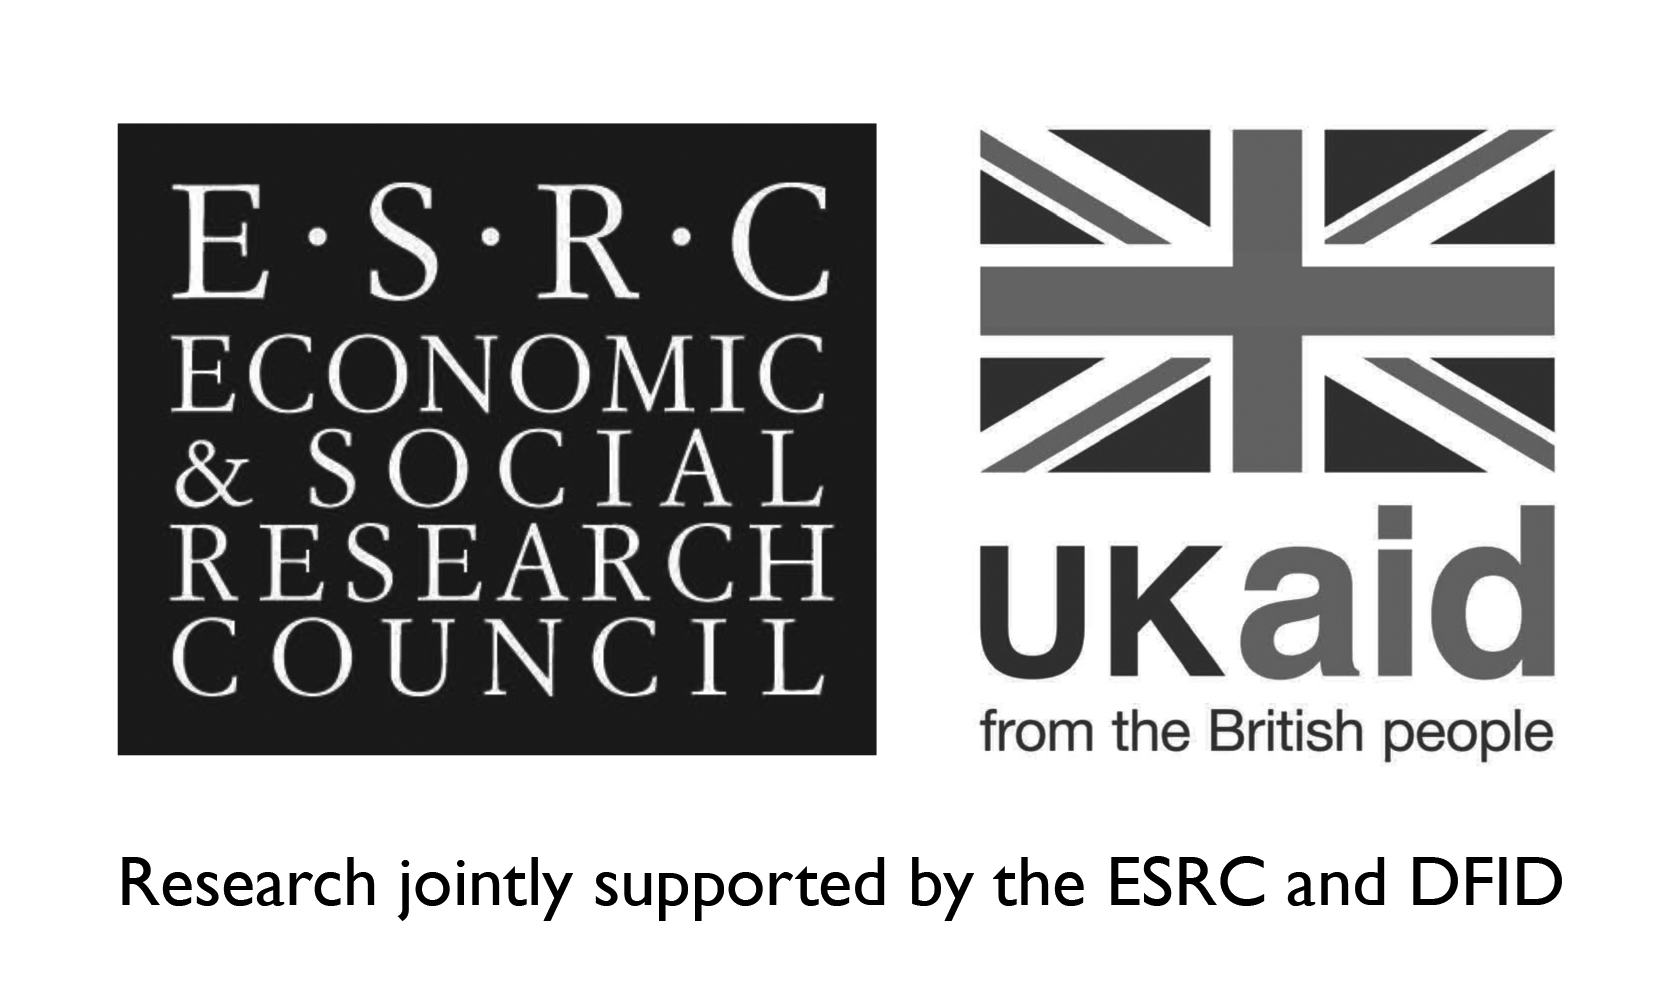 E·S·R·C
ECONOMIC
& SOCIAL
RESEARCH
COUNCIL
UKaid
from the British people
Research jointly supported by the ESRC and DFID